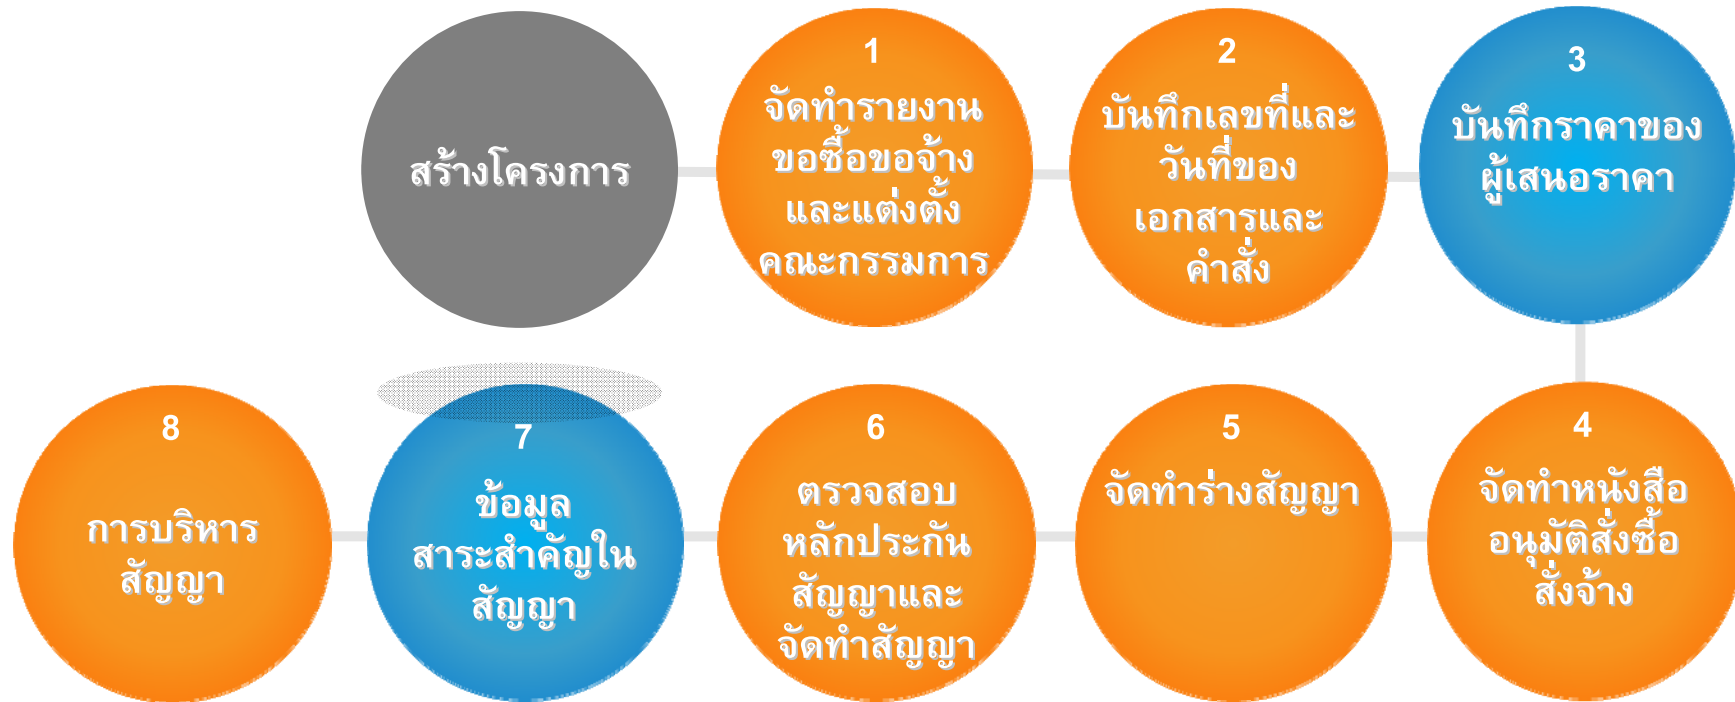 สร้างโครงการ
1
จัดทำรายงาน
ขอซื้อขอจ้าง
และแต่งตั้ง
คณะกรรมการ
2
บันทึกเลขที่และ
วันที่ของ
เอกสารและ
คำสั่ง
3
บันทึกราคาของ
ผู้เสนอราคา
4
จัดทำหนังสือ
อนุมัติสั่งซื้อ
สั่งจ้าง
5
จัดทำร่างสัญญา
6
ตรวจสอบ
หลักประกัน
สัญญาและ
จัดทำสัญญา
7
ข้อมูล
สาระสำคัญใน
สัญญา
8
การบริหาร
สัญญา